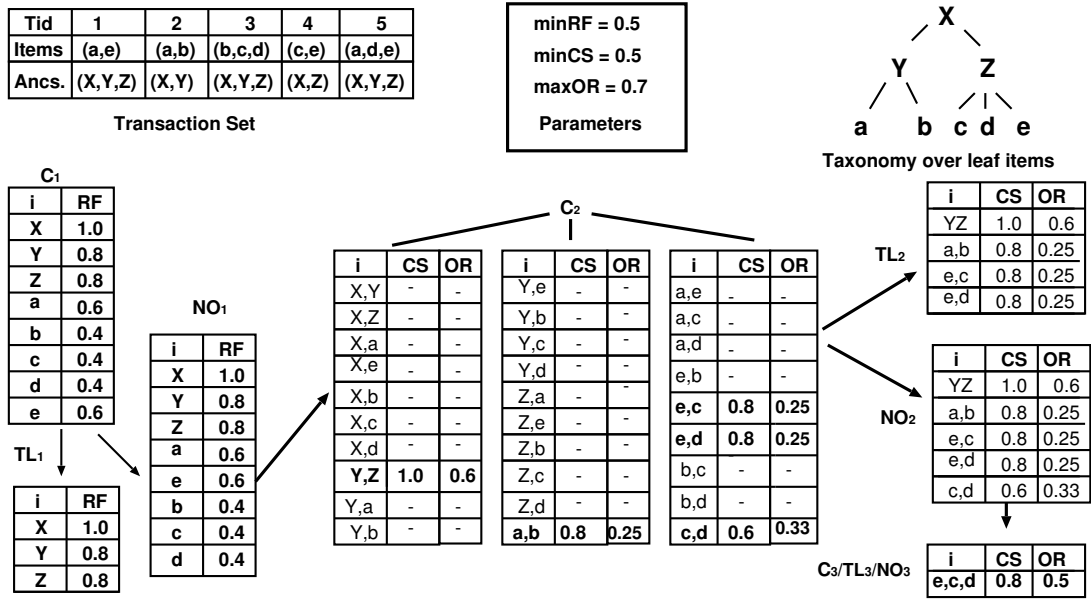 Tid 1 2 3 4 5
Items (a,e) (a,b) (b,c,d) (c,e) (a,d,e)
Ancs. (X,Y,Z) (X,Y) (X,Y,Z) (X,Z) (X,Y,Z)
Transaction Set
minRF = 0.5
minCS = 0.5
maxOR = 0.7
Parameters
X
Y Z
a b c d e
Taxonomy over leaf items
C1
i RF
X 1.0
Y 0.8
Z 0.8
a 0.6
b 0.4
c 0.4
d 0.4
e 0.6
TL1
i RF
X 1.0
Y 0.8
Z 0.8
NO1
i RF
X 1.0
Y 0.8
Z 0.8
a 0.6
e 0.6
b 0.4
c 0.4
d 0.4
C2
i CS OR
X,Y - -
X,Z - -
X,a - -
X,e - -
X,b - -
X,c - -
X,d - -
Y,Z 1.0 0.6
Y,a - -
Y,b - -
i CS OR
Y,e - -
Y,b - -
Y,c - -
Y,d - -
Z,a - -
Z,e - -
Z,b - -
Z,c - -
Z,d - -
a,b 0.8 0.25
i CS OR
a,e - -
a,c - -
a,d - -
e,b - -
e,c 0.8 0.25
e,d 0.8 0.25
b,c - -
b,d - -
c,d 0.6 0.33
TL2
i CS OR
YZ 1.0 0.6
a,b 0.8 0.25
e,c 0.8 0.25
e,d 0.8 0.25
NO2
i CS OR
YZ 1.0 0.6
a,b 0.8 0.25
e,c 0.8 0.25
e,d 0.8 0.25
c,d 0.6 0.33
C3/TL3/NO3
i CS OR
e,c,d 0.8 0.5